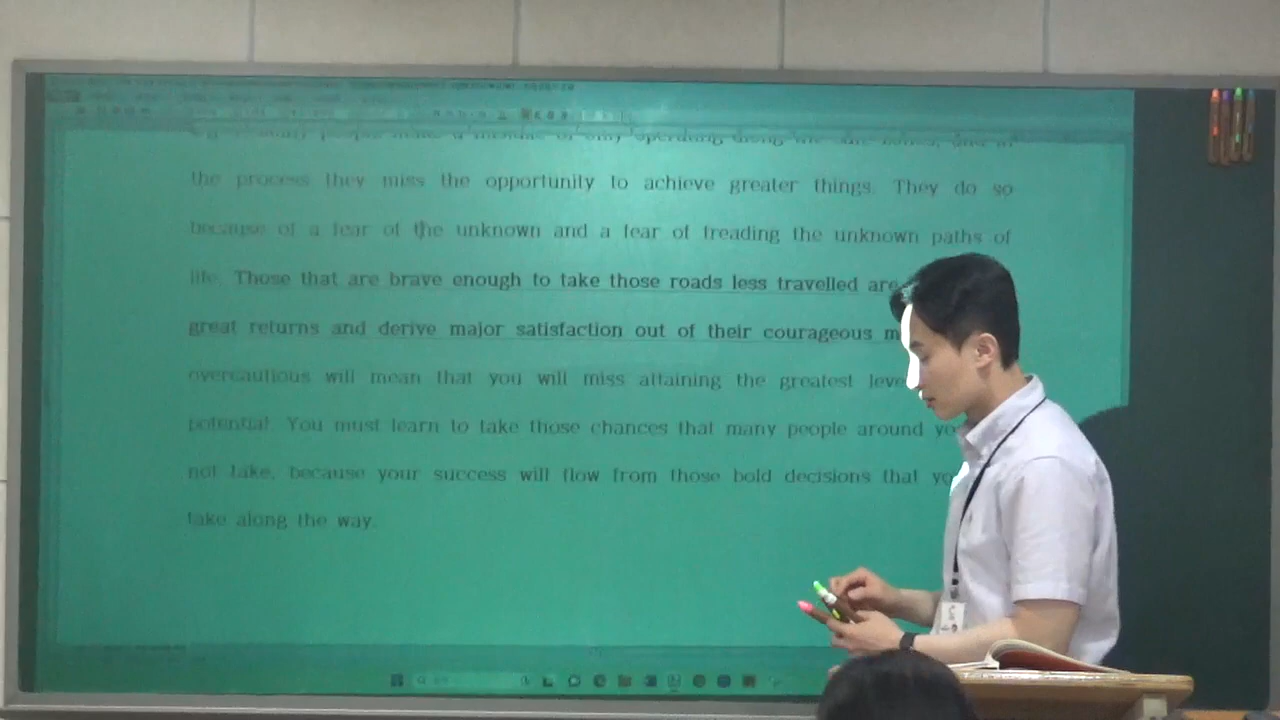 the process they miss the opportunity to achieve greater things. They do so
because of a fear of the unknown and a fear of treading the unknown paths of
life. Those that are brave enough to take those roads less travelled are
great returns and derive major satisfaction out of their courageous
overcautious will mean that you will miss attaining the greatest
potential. You must learn to take those chances that many people around
not take, because your success will flow from those bold decisions that
take along the way.